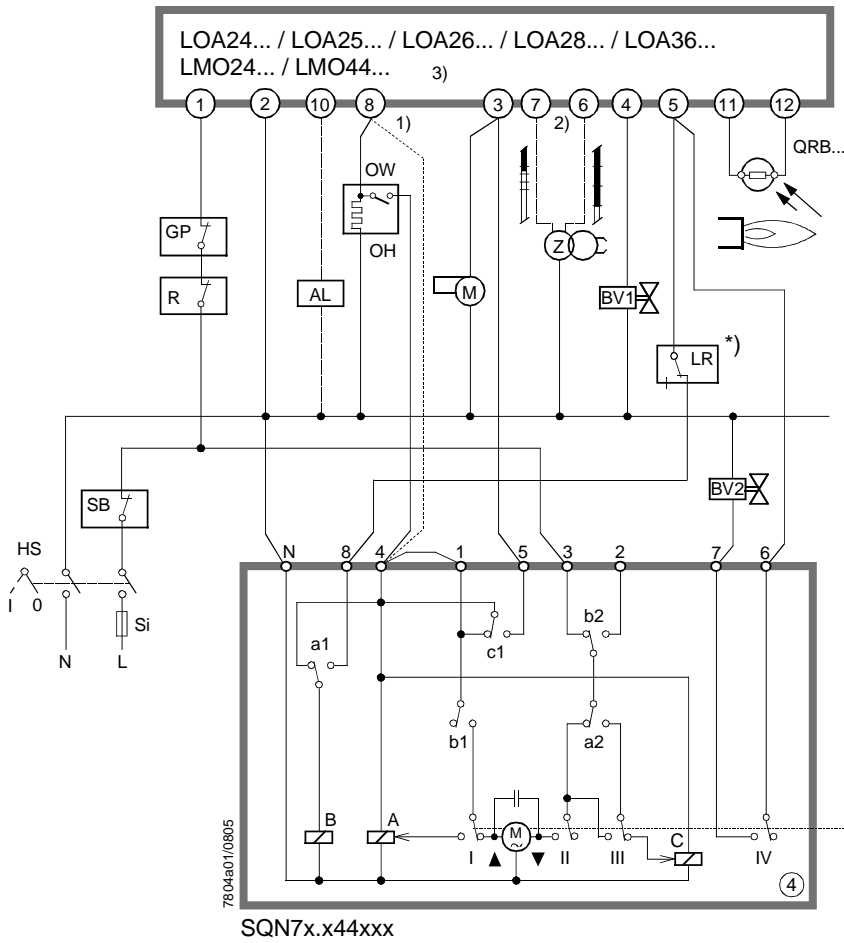 LOA24... / LOA25... / LOA26... / LOA28... / LOA36...
LMO24... / LMO44... 3)
1 2 10 8 3 7 6 4 5 11 12
1) 2)
QRB...
OW
GP
OH
Z
R AL M BV1
LR *)
SB BV2
HS
N 8 4 1 5 3 2 7 6
I 0
Si
N L
b2
a1 c1
b1 a2
B A M ~ C
I II III IV
7804a01/0805
4
SQN7x.x44xxx